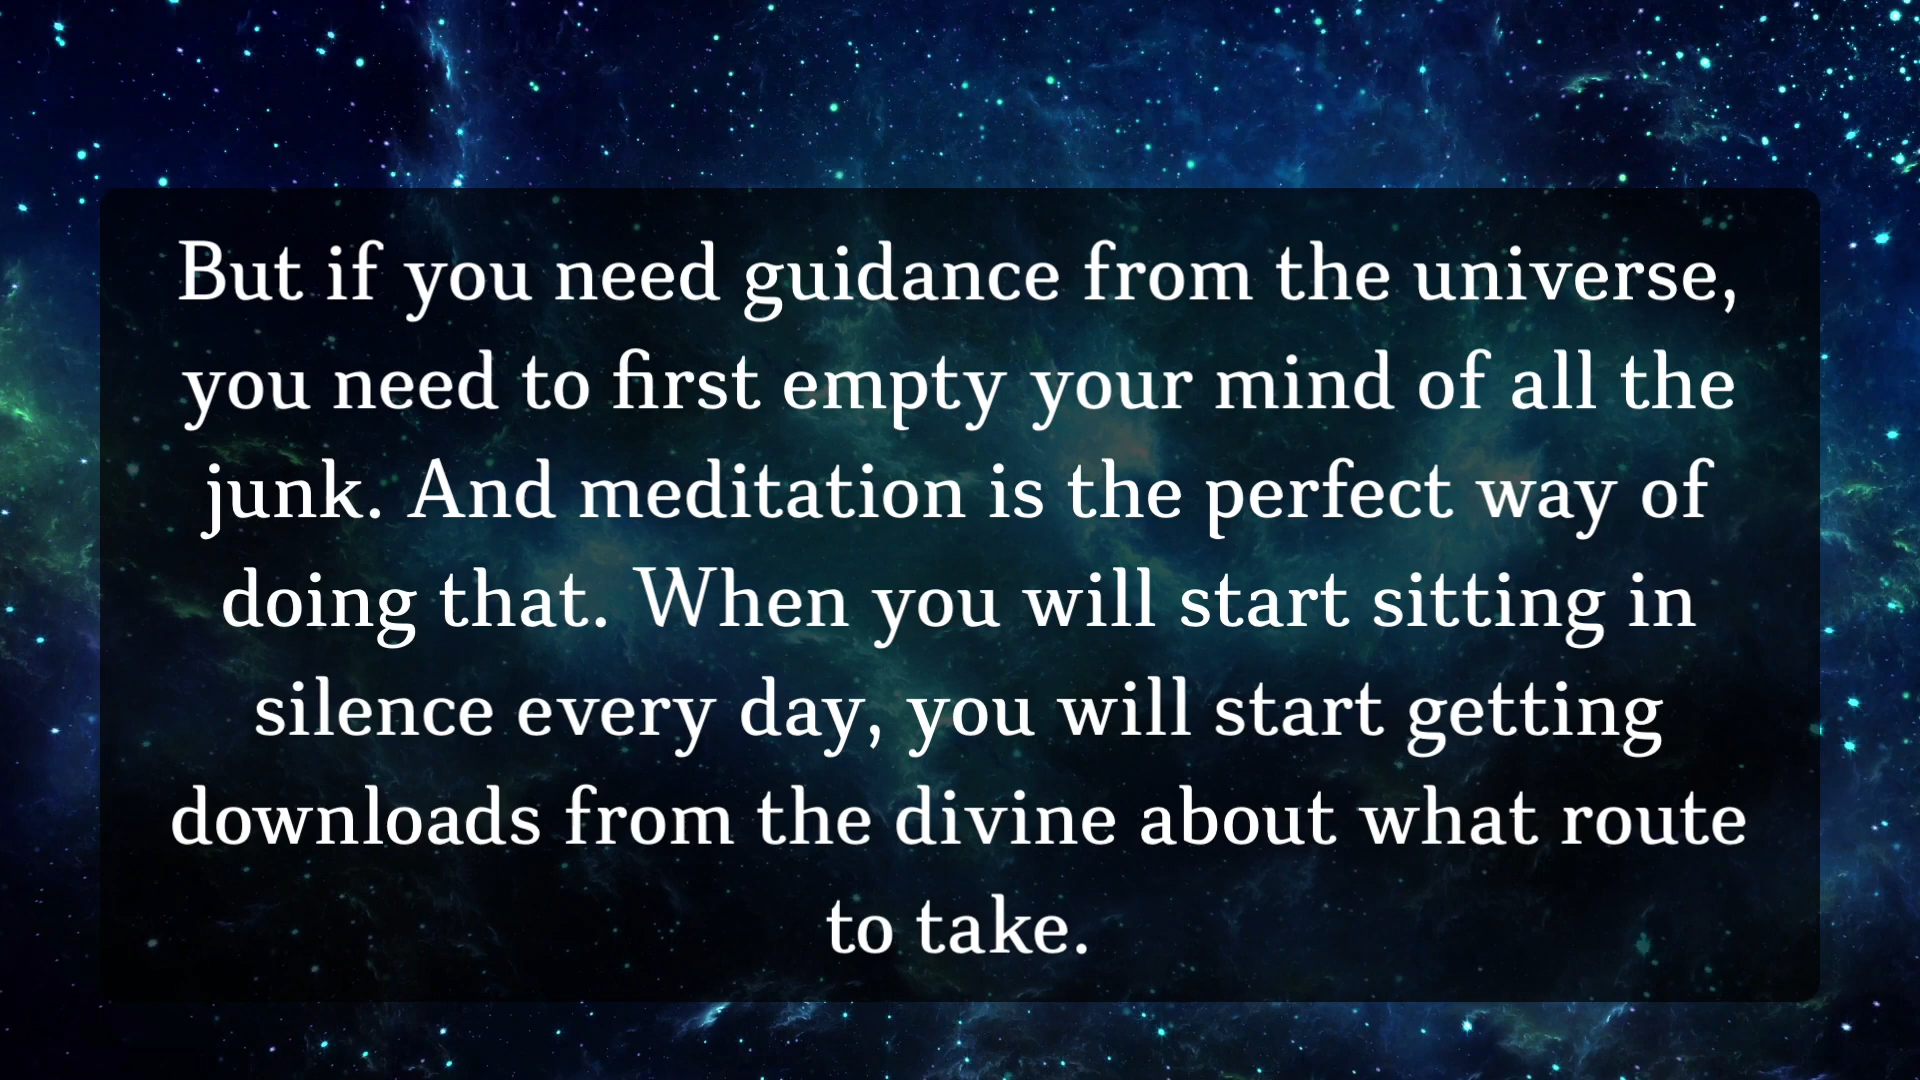 But if you need guidance from the universe,
you need to first empty your mind of all the
junk. And meditation is the perfect way of
doing that. When you will start sitting in
silence every day, you will start getting
downloads from the divine about what route
to take.